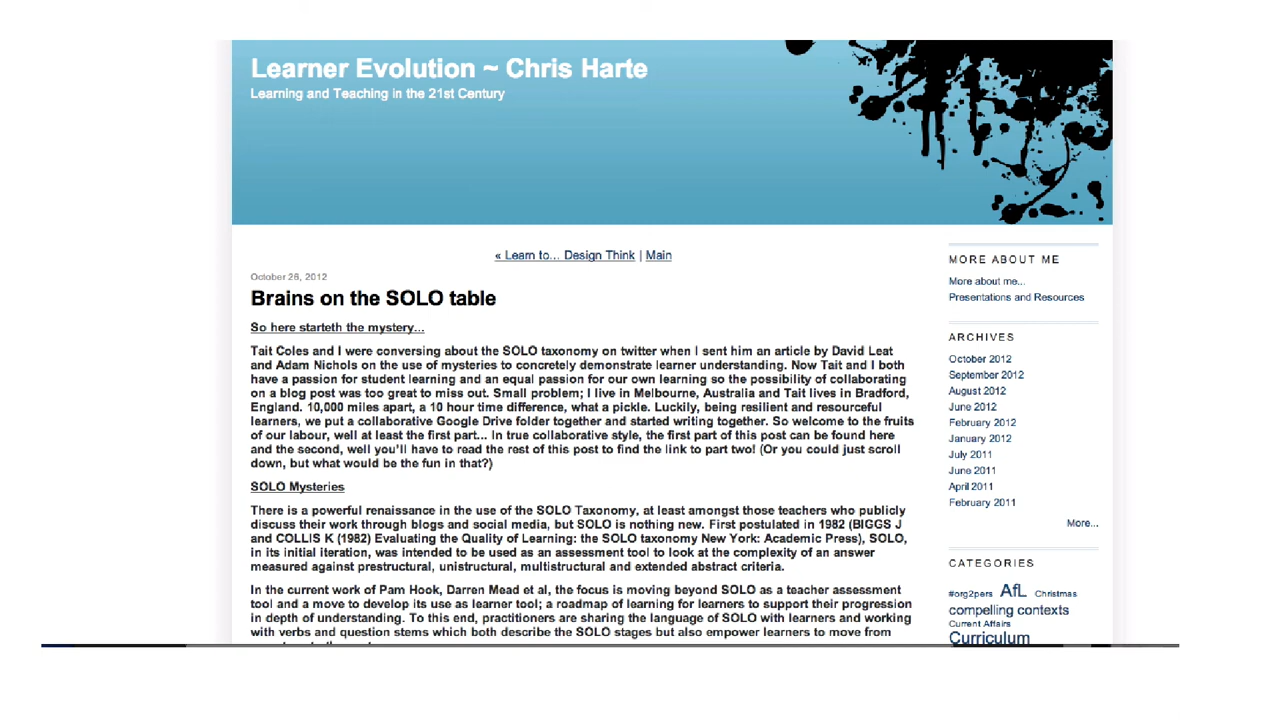 Learner Evolution ~ Chris Harte
Learning and Teaching in the 21st Century
« Learn to... Design Think | Main
October 26, 2012
Brains on the SOLO table
So here starteth the mystery...
Tait Coles and I were conversing about the SOLO taxonomy on twitter when I sent him an article by David Leat
and Adam Nichols on the use of mysteries to concretely demonstrate learner understanding. Now Tait and I both
have a passion for student learning and an equal passion for our own learning so the possibility of collaborating
on a blog post was too great to miss out. Small problem; I live in Melbourne, Australia and Tait lives in Bradford,
England. 10,000 miles apart, a 10 hour time difference, what a pickle. Luckily, being resilient and resourceful
learners, we put a collaborative Google Drive folder together and started writing together. So welcome to the fruits
of our labour, well at least the first part... In true collaborative style, the first part of this post can be found here
and the second, well you'll have to read the rest of this post to find the link to part two! (Or you could just scroll
down, but what would be the fun in that?)
SOLO Mysteries
There is a powerful renaissance in the use of the SOLO Taxonomy, at least amongst those teachers who publicly
discuss their work through blogs and social media, but SOLO is nothing new. First postulated in 1982 (BIGGS J
and COLLIS K (1982) Evaluating the Quality of Learning: the SOLO taxonomy New York: Academic Press), SOLO,
in its initial iteration, was intended to be used as an assessment tool to look at the complexity of an answer
measured against prestructural, unistructural, multistructural and extended abstract criteria.
In the current work of Pam Hook, Darren Mead et al, the focus is moving beyond SOLO as a teacher assessment
tool and a move to develop its use as learner tool; a roadmap of learning for learners to support their progression
in depth of understanding. To this end, practitioners are sharing the language of SOLO with learners and working
with verbs and question stems which both describe the SOLO stages but also empower learners to move from
MORE ABOUT ME
More about me...
Presentations and Resources
ARCHIVES
October 2012
September 2012
August 2012
June 2012
February 2012
January 2012
July 2011
June 2011
April 2011
February 2011
More...
CATEGORIES
#org2pers AfL Christmas
compelling contexts
Current Affairs
Curriculum